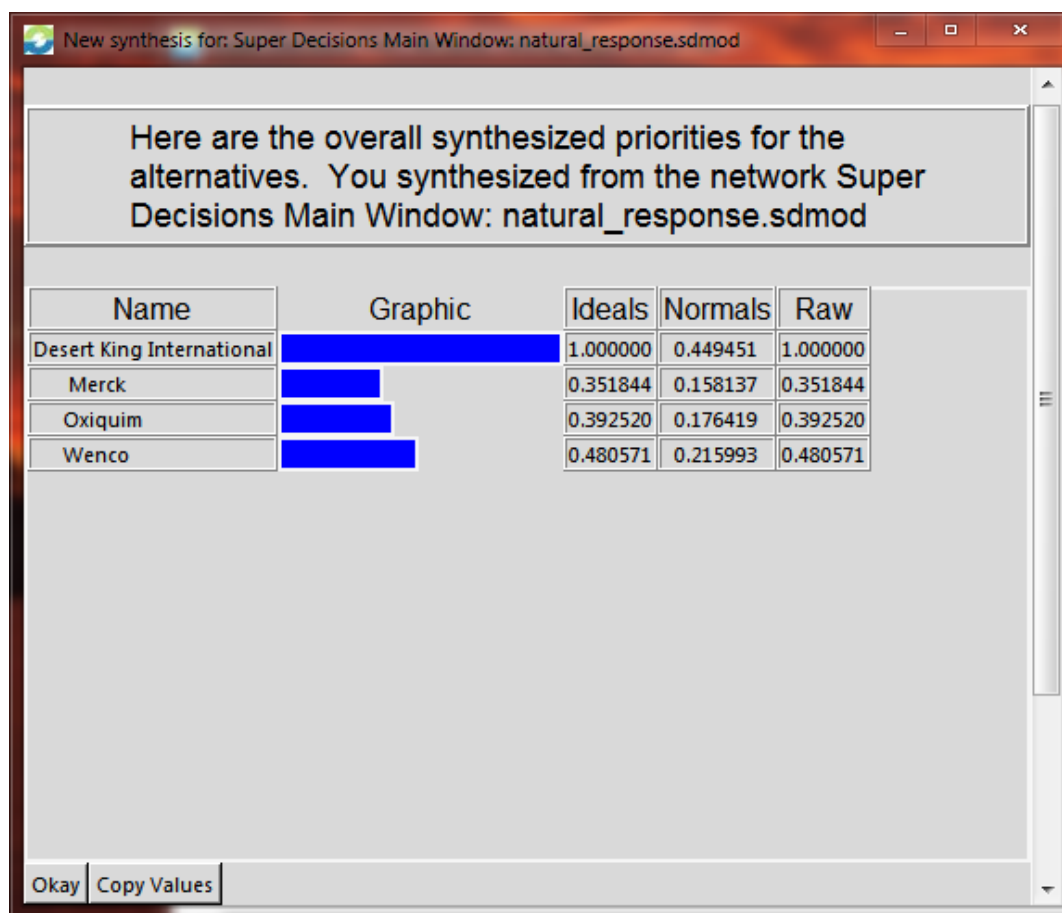 New synthesis for: Super Decisions Main Window: natural_response.sdmod
Here are the overall synthesized priorities for the
alternatives.  You synthesized from the network Super
Decisions Main Window: natural_response.sdmod
Name Graphic Ideals Normals Raw
Desert King International 1.000000 0.449451 1.000000
Merck 0.351844 0.158137 0.351844
Oxiquim 0.392520 0.176419 0.392520
Wenco 0.480571 0.215993 0.480571
Okay Copy Values